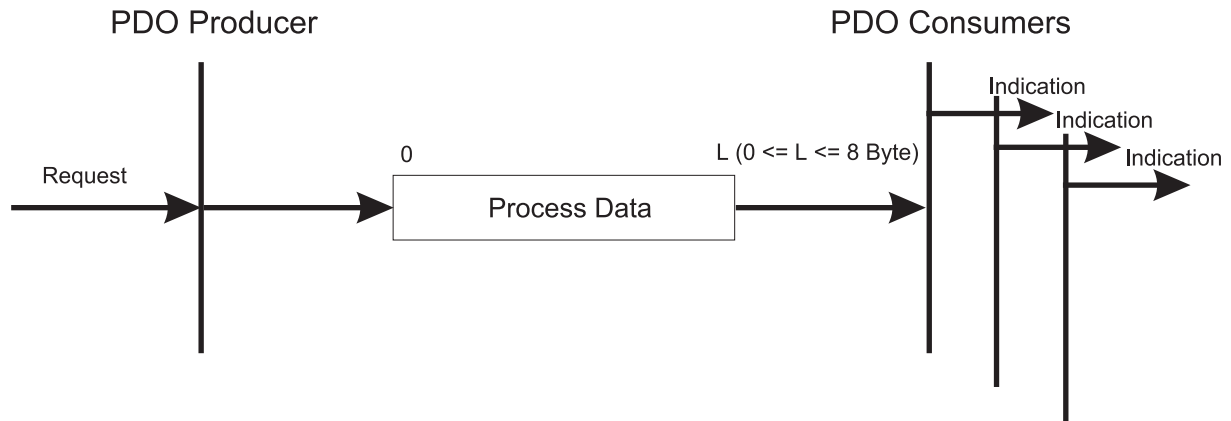 PDO Producer
PDO Consumers
Indication
Indication
Indication
0
L (0 <= L <= 8 Byte)
Request
Process Data